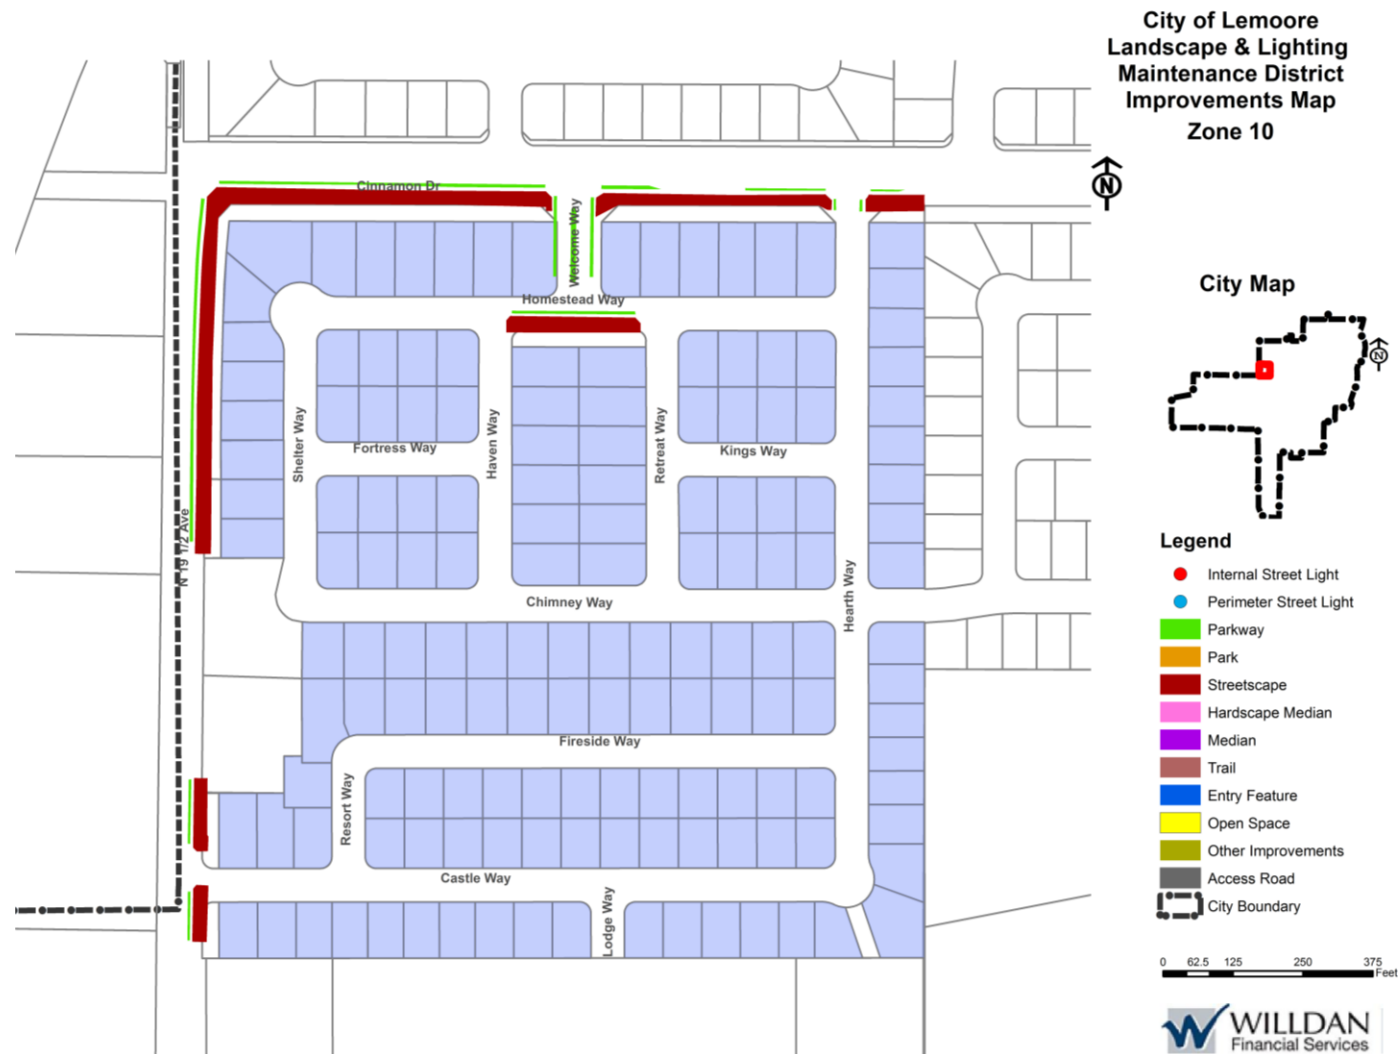 City of Lemoore
Landscape & Lighting
Maintenance District
Improvements Map
Zone 10
N
Cinnamon Dr
Welcome Way
Homestead Way
Shelter Way
Fortress Way
Haven Way
Retreat Way
Kings Way
N 19 1/2 Ave
Chimney Way
Hearth Way
Fireside Way
Resort Way
Castle Way
Lodge Way
City Map
N
Legend
Internal Street Light
Perimeter Street Light
Parkway
Park
Streetscape
Hardscape Median
Median
Trail
Entry Feature
Open Space
Other Improvements
Access Road
City Boundary
0 62.5 125 250 375
Feet
WILLDAN
Financial Services